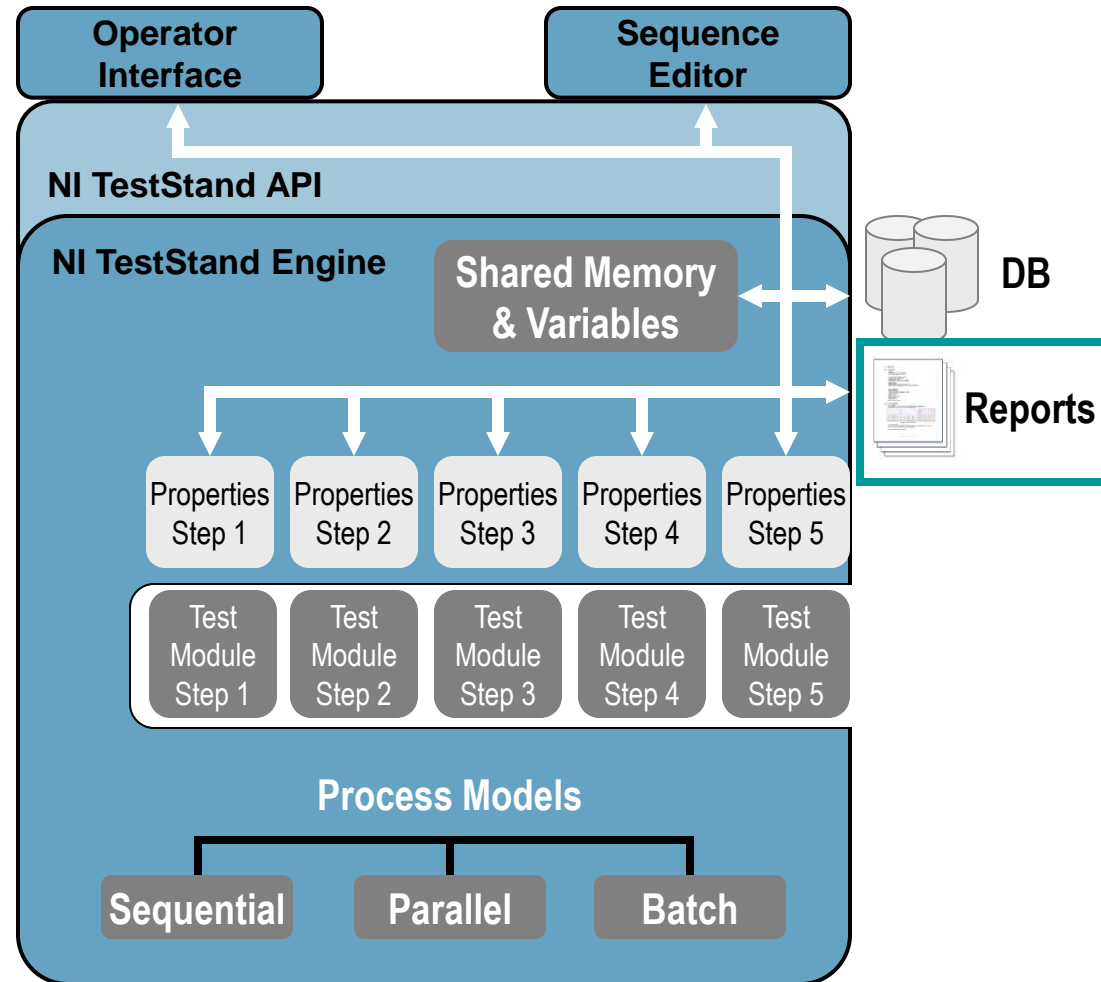 Operator
Interface
Sequence
Editor
NI TestStand API
NI TestStand Engine
Shared Memory
& Variables
DB
Reports
Properties
Step 1
Properties
Step 2
Properties
Step 3
Properties
Step 4
Properties
Step 5
Test
Module
Step 1
Test
Module
Step 2
Test
Module
Step 3
Test
Module
Step 4
Test
Module
Step 5
Process Models
Sequential
Parallel
Batch